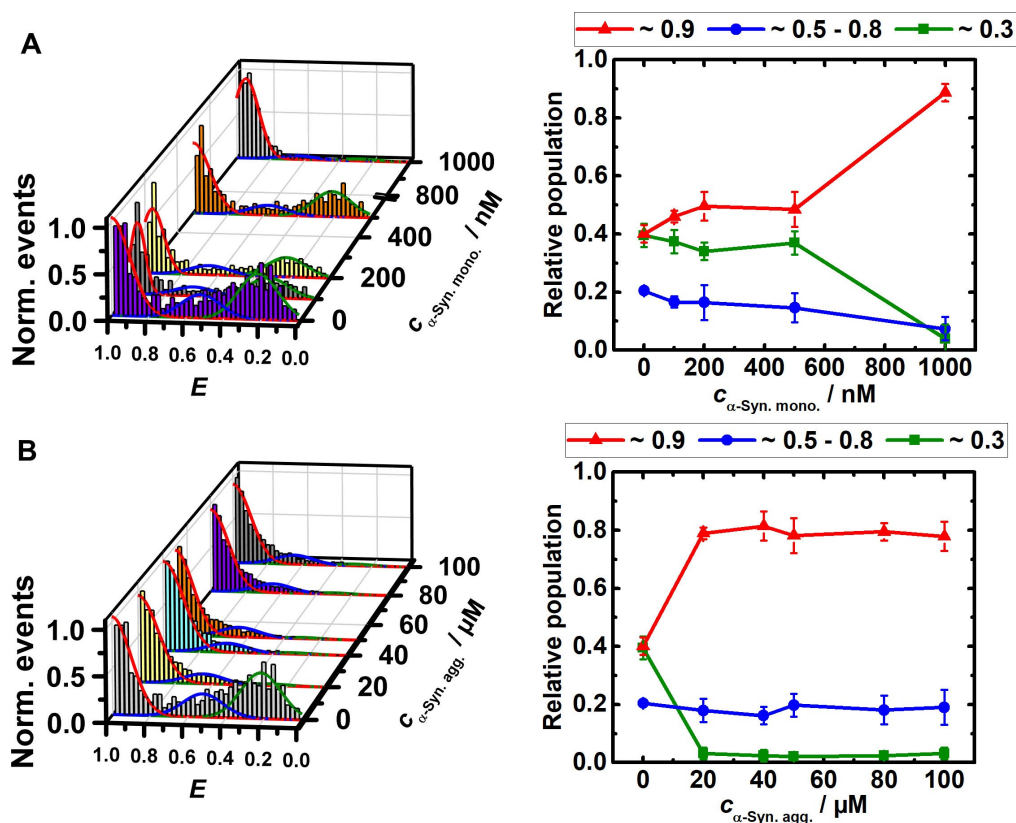 A
Norm. events
1.0
0.5
0.0
1.0 0.8 0.6 0.4 0.2 0.0
E
0
200
400
800
1000
c α-Syn. mono. / nM
~ 0.9 ~ 0.5 - 0.8 ~ 0.3
Relative population
1.0
0.8
0.6
0.4
0.2
0.0
0 200 400 600 800 1000
c α-Syn. mono. / nM
B
Norm. events
1.0
0.5
0.0
1.0 0.8 0.6 0.4 0.2 0.0
E
0
20
40
60
80
100
c α-Syn. agg. / µM
~ 0.9 ~ 0.5 - 0.8 ~ 0.3
Relative population
1.0
0.8
0.6
0.4
0.2
0.0
0 20 40 60 80 100
c α-Syn. agg. / µM